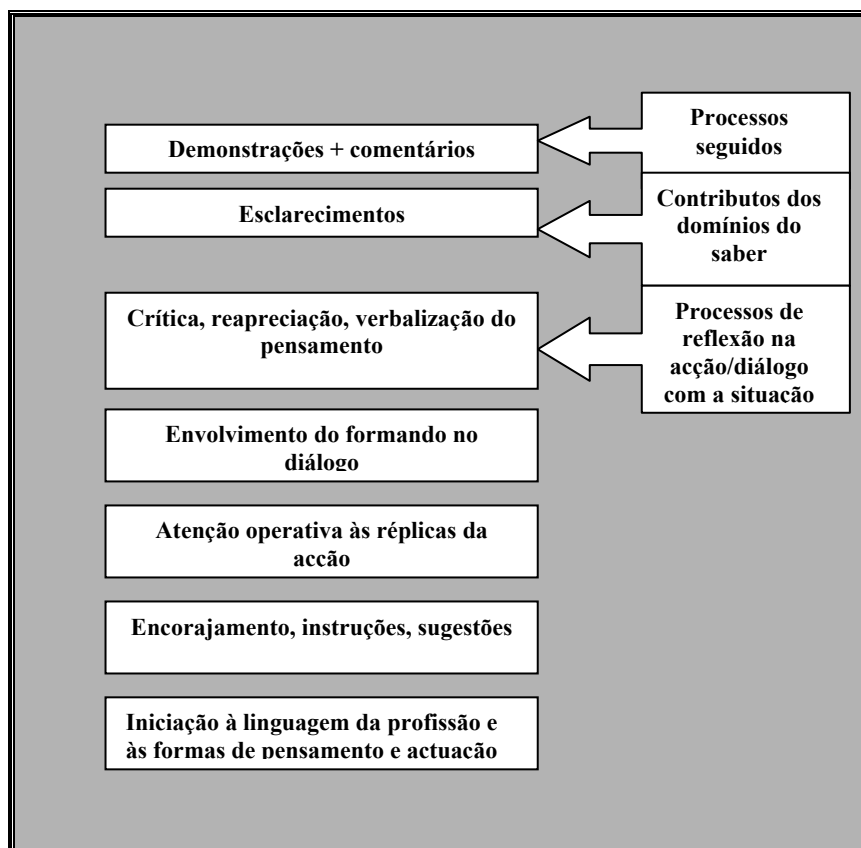 Demonstrações + comentários
Esclarecimentos
Crítica, reapreciação, verbalização do
pensamento
Envolvimento do formando no
diálogo
Atenção operativa às réplicas da
acção
Encorajamento, instruções, sugestões
Iniciação à linguagem da profissão e
às formas de pensamento e actuação
Processos
seguidos
Contributos dos
domínios do
saber
Processos de
reflexão na
acção/diálogo
com a situação